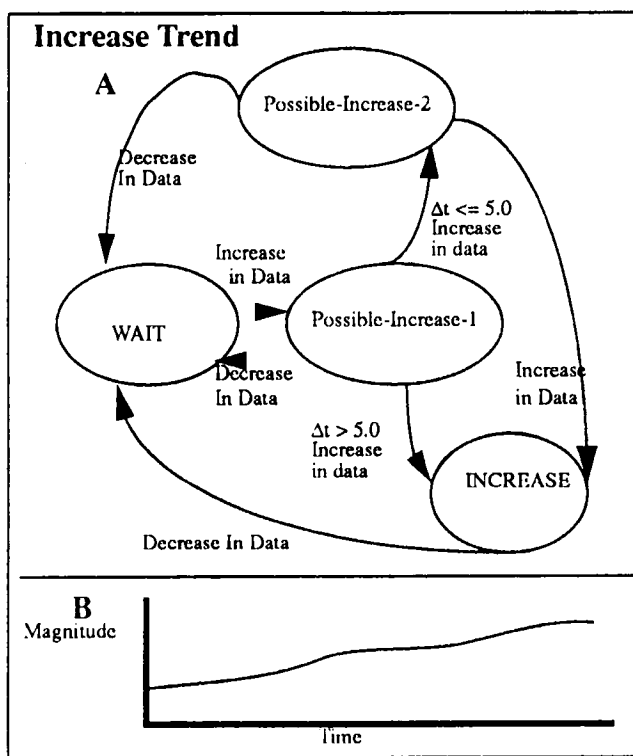 Increase Trend
A
Possible-Increase-2
Decrease
In Data
Δt <= 5.0
Increase
in data
Increase
in Data
WAIT
Possible-Increase-1
Decrease
In Data
Increase
in Data
Δt > 5.0
Increase
in data
INCREASE
Decrease In Data
B
Magnitude
Time